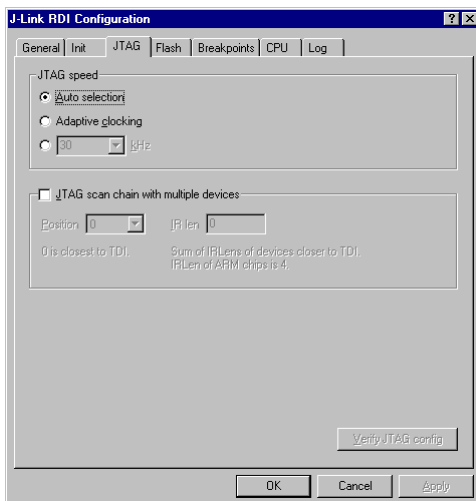 J-Link RDI Configuration
General Init JTAG Flash Breakpoints CPU Log
JTAG speed
Auto selection
Adaptive clocking
30 kHz
JTAG scan chain with multiple devices
Position 0 IR len 0
0 is closest to TDI. Sum of IRLens of devices closer to TDI.
IRLen of ARM chips is 4.
Verify JTAG config
OK Cancel Apply